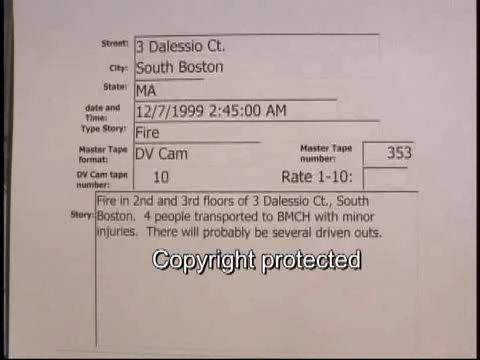 Street: 3 Dalessio Ct.
City: South Boston
State: MA
date and Time: 12/7/1999 2:45:00 AM
Type Story: Fire
Master Tape format: DV Cam Master Tape number: 353
DV Cam tape number: 10 Rate 1-10:
Story: Fire in 2nd and 3rd floors of 3 Dalessio Ct., South
Boston. 4 people transported to BMCH with minor
injuries. There will probably be several driven outs.
Copyright protected